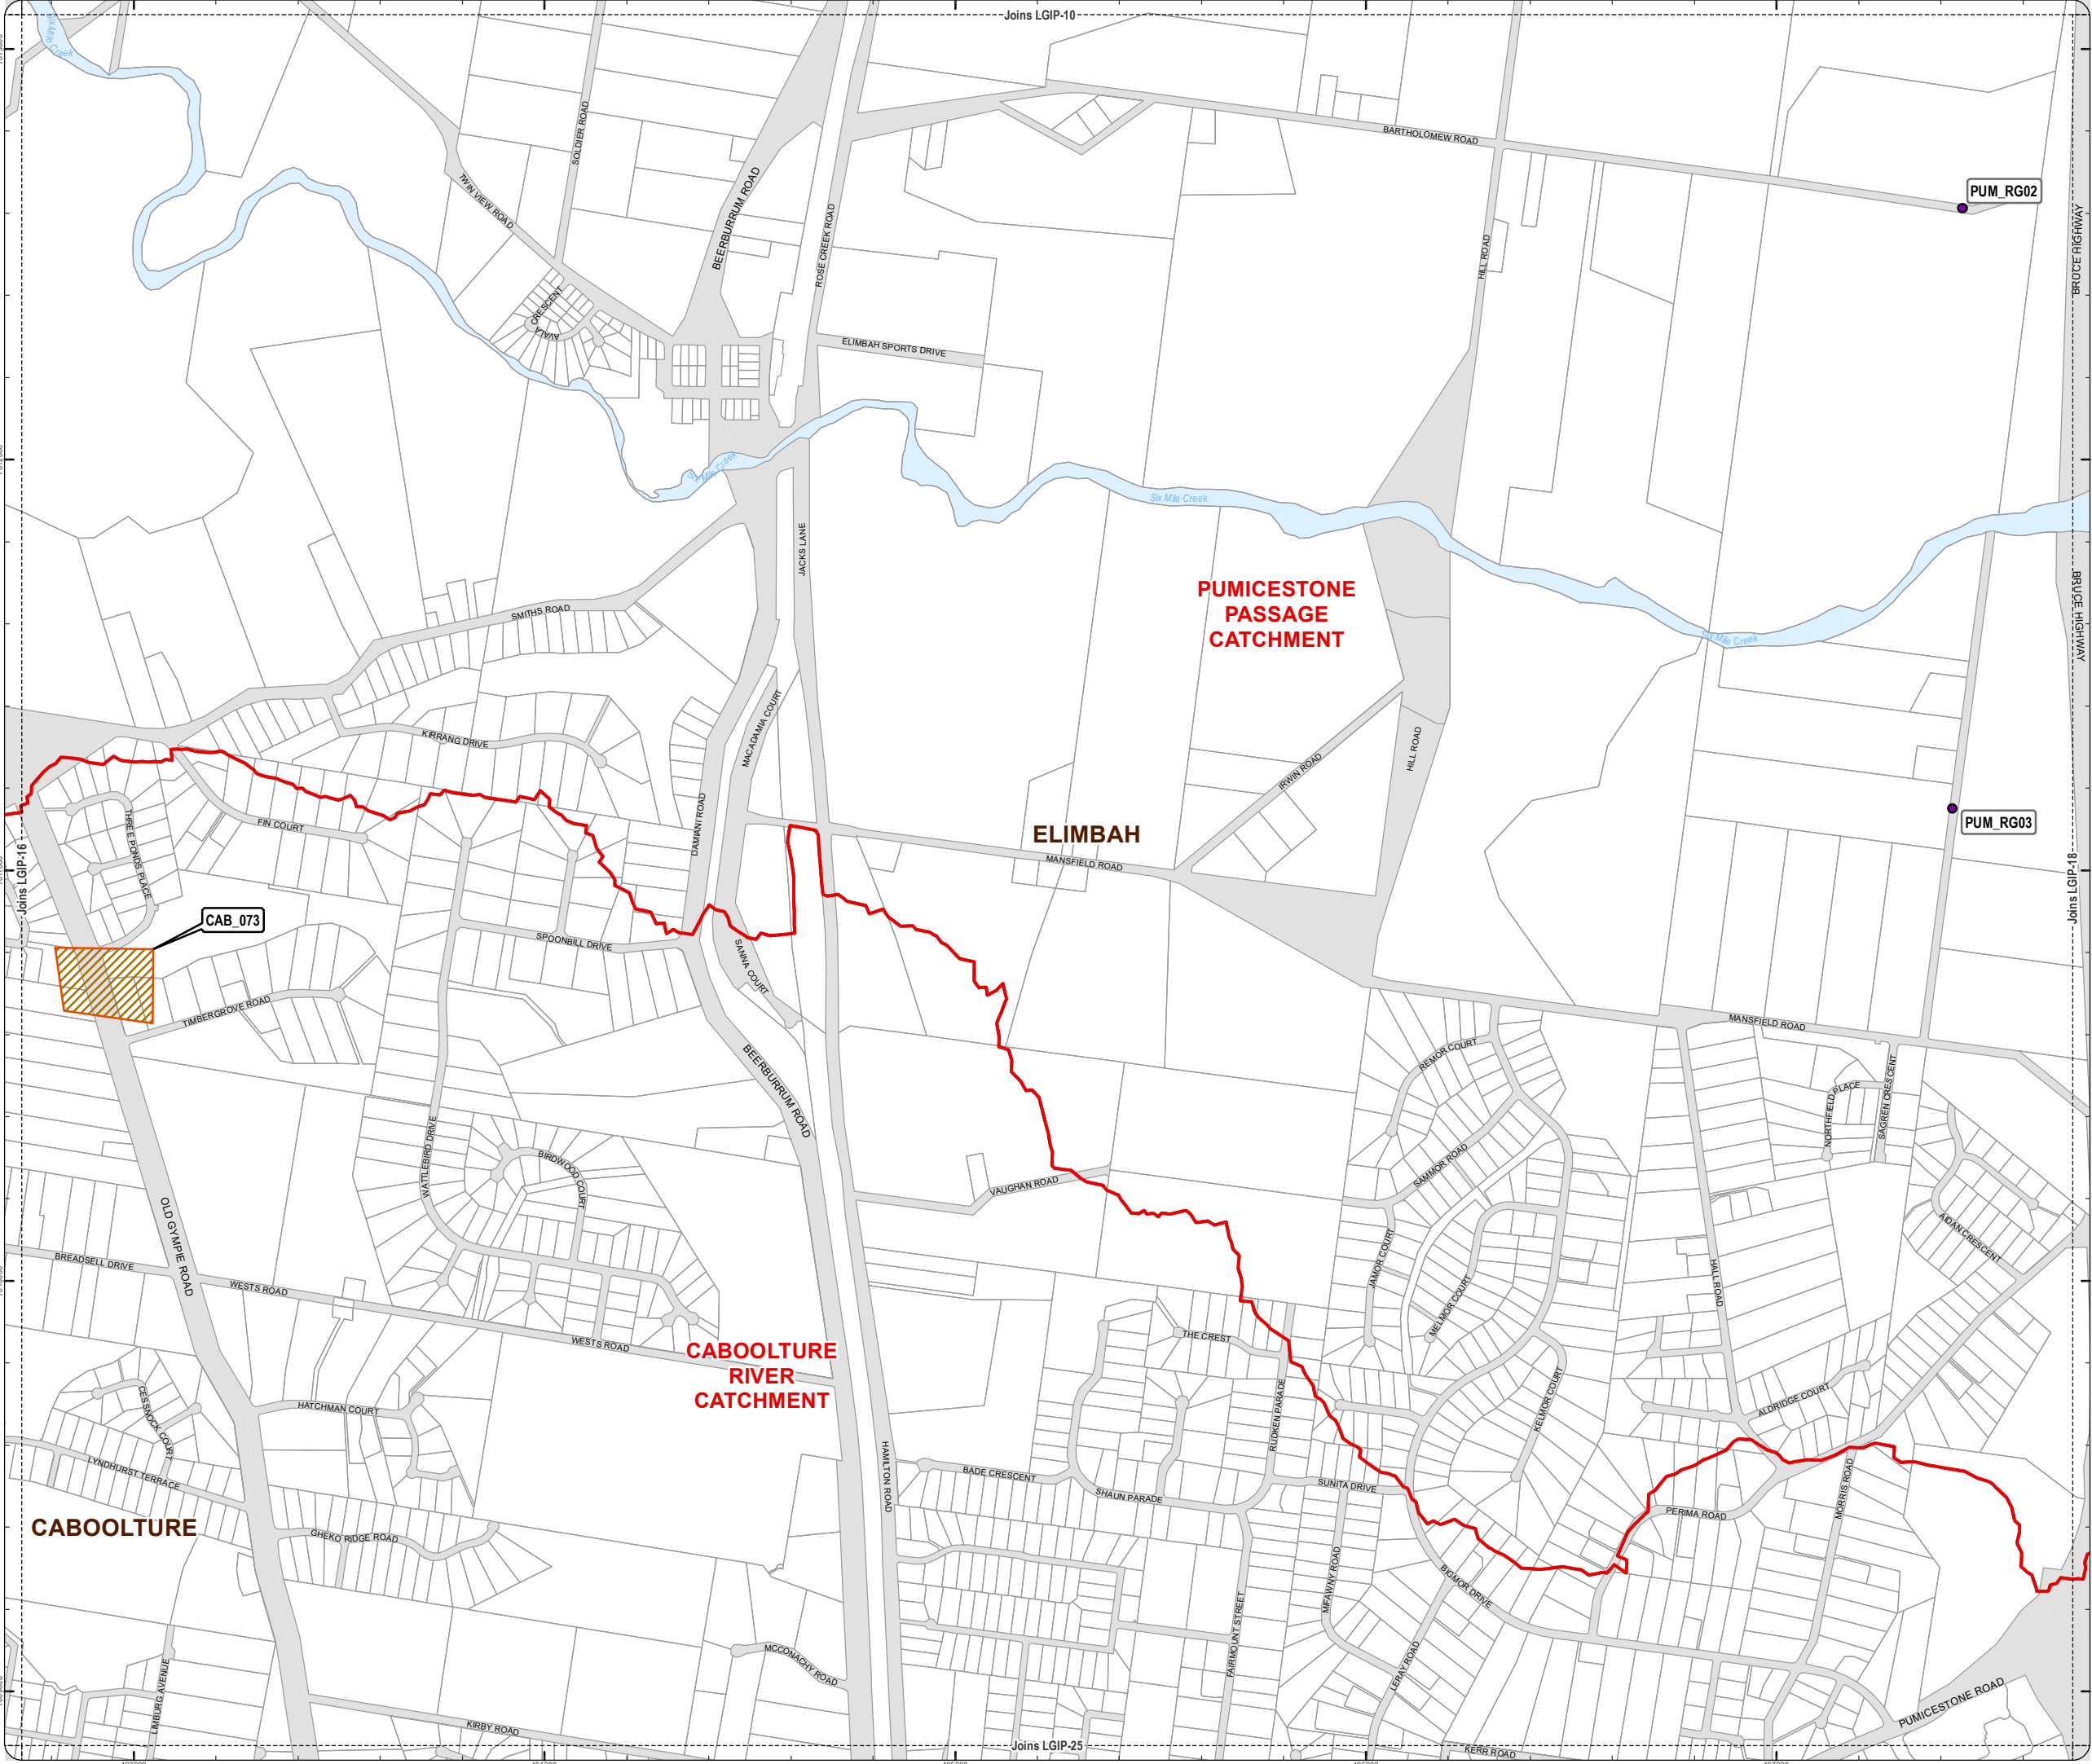 Joins LGIP-10
Six Mile
Creek
SOLDIER ROAD
BARTHOLOMEW ROAD
TWIN VIEW ROAD
BEERBURRUM ROAD
ROSE CREEK ROAD
PUM_RG02
HILL ROAD
BRUCE HIGHWAY
AVALA
CRESCENT
ELIMBAH SPORTS DRIVE
Six
Mile Creek
Six Mile Creek
JACKS LANE
PUMICESTONE
PASSAGE
CATCHMENT
BRUCE HIGHWAY
SMITHS ROAD
Six Mile Creek
KIRRANG DRIVE
MACADAMIA COURT
HILL ROAD
IRWIN ROAD
THREE PONDS PLACE
FIN COURT
DAMIANI ROAD
ELIMBAH
PUM_RG03
MANSFIELD ROAD
Joins LGIP-16
Joins LGIP-18
CAB_073
SPOONBILL DRIVE
SANNA COURT
TIMBERGROVE ROAD
MANSFIELD ROAD
REMOR COURT
BEERBURRUM ROAD
NORTHFIELD
PLACE
SAGREN CRESCENT
WATTLEBIRD DRIVE
BIRDWOOD COURT
SAMMOR ROAD
VAUGHAN ROAD
AIDAN CRESCENT
OLD GYMPIE ROAD
BREADSELL DRIVE
WESTS ROAD
JAMOR COURT
MELMOR COURT
HALL ROAD
WESTS ROAD
THE CREST
CABOOLTURE
RIVER
CATCHMENT
CESSNOCK COURT
HATCHMAN COURT
RUDKEN PARADE
KELMOR COURT
ALDRIDGE COURT
LYNDHURST TERRACE
HAMILTON ROAD
BADE CRESCENT
SHAUN PARADE
SUNITA DRIVE
MORRIS ROAD
PERIMA ROAD
CABOOLTURE
GHEKO RIDGE ROAD
MIFAWNY ROAD
BIGMOR DRIVE
FAIRMOUNT STREET
LERAY ROAD
LIMBURG AVENUE
MCCONACHY ROAD
PUMICESTONE ROAD
KIRBY ROAD
Joins LGIP-25
KERR ROAD